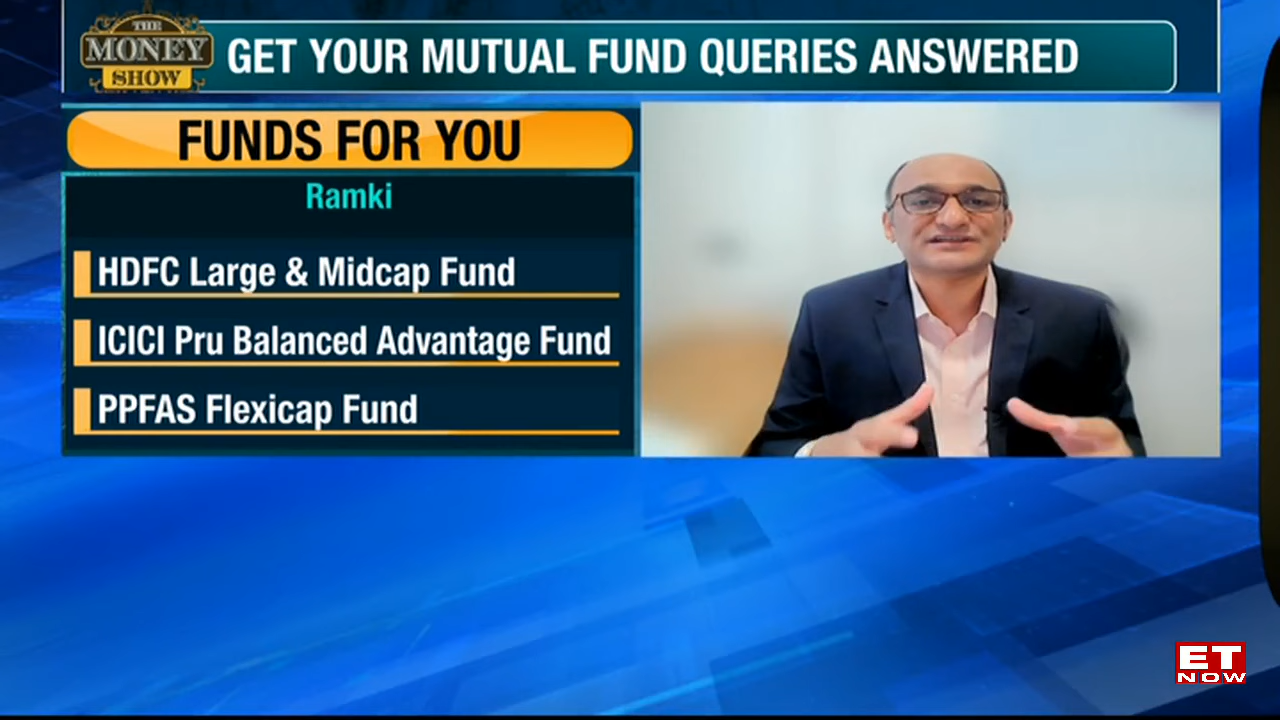 THE
MONEY
SHOW
GET YOUR MUTUAL FUND QUERIES ANSWERED
FUNDS FOR YOU
Ramki
HDFC Large & Midcap Fund
ICICI Pru Balanced Advantage Fund
PPFAS Flexicap Fund
ET
NOW